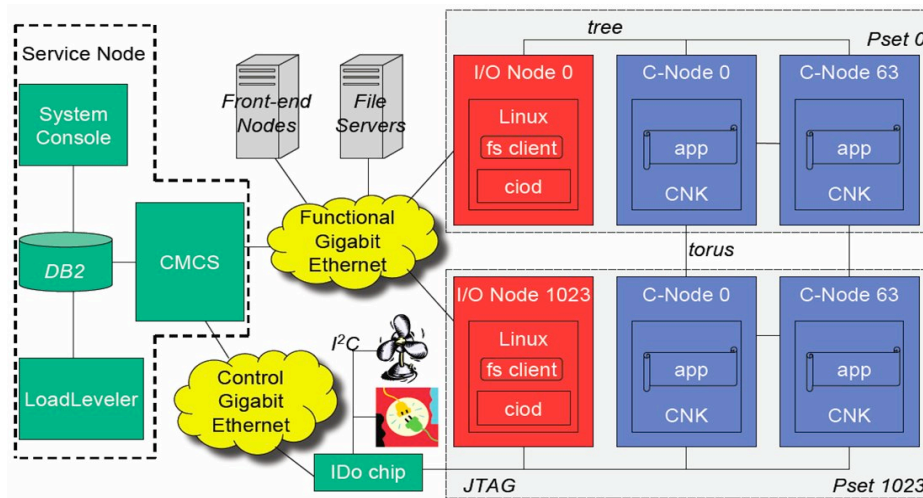 Service Node
System
Console
DB2
LoadLeveler
CMCS
Front-end
Nodes
File
Servers
Functional
Gigabit
Ethernet
Control
Gigabit
Ethernet
I²C
IDo chip
tree
Pset 0
I/O Node 0
Linux
fs client
ciod
C-Node 0
app
CNK
C-Node 63
app
CNK
torus
I/O Node 1023
Linux
fs client
ciod
C-Node 0
app
CNK
C-Node 63
app
CNK
JTAG
Pset 1023